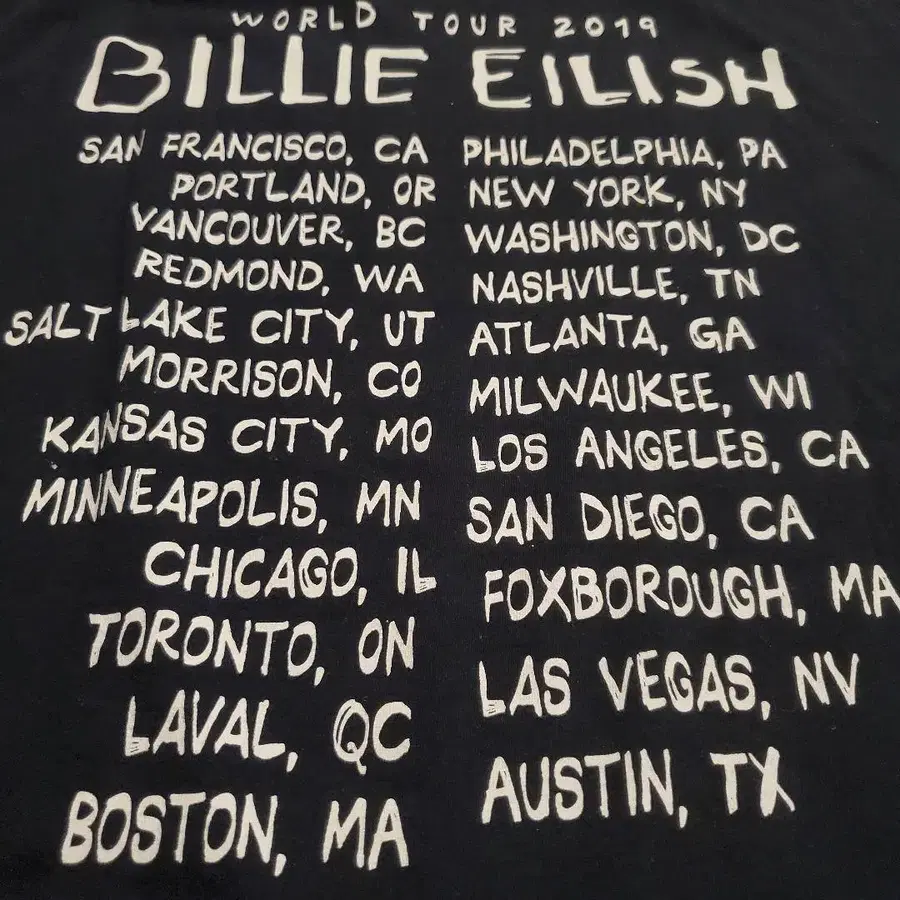 WORLD TOUR 2019
BILLIE EILISH
SAN FRANCISCO, CA
PORTLAND, OR
VANCOUVER, BC
REDMOND, WA
SALT LAKE CITY, UT
MORRISON, CO
KANSAS CITY, MO
MINNEAPOLIS, MN
CHICAGO, IL
TORONTO, ON
LAVAL, QC
BOSTON, MA
PHILADELPHIA, PA
NEW YORK, NY
WASHINGTON, DC
NASHVILLE, TN
ATLANTA, GA
MILWAUKEE, WI
LOS ANGELES, CA
SAN DIEGO, CA
FOXBOROUGH, MA
LAS VEGAS, NV
AUSTIN, TX